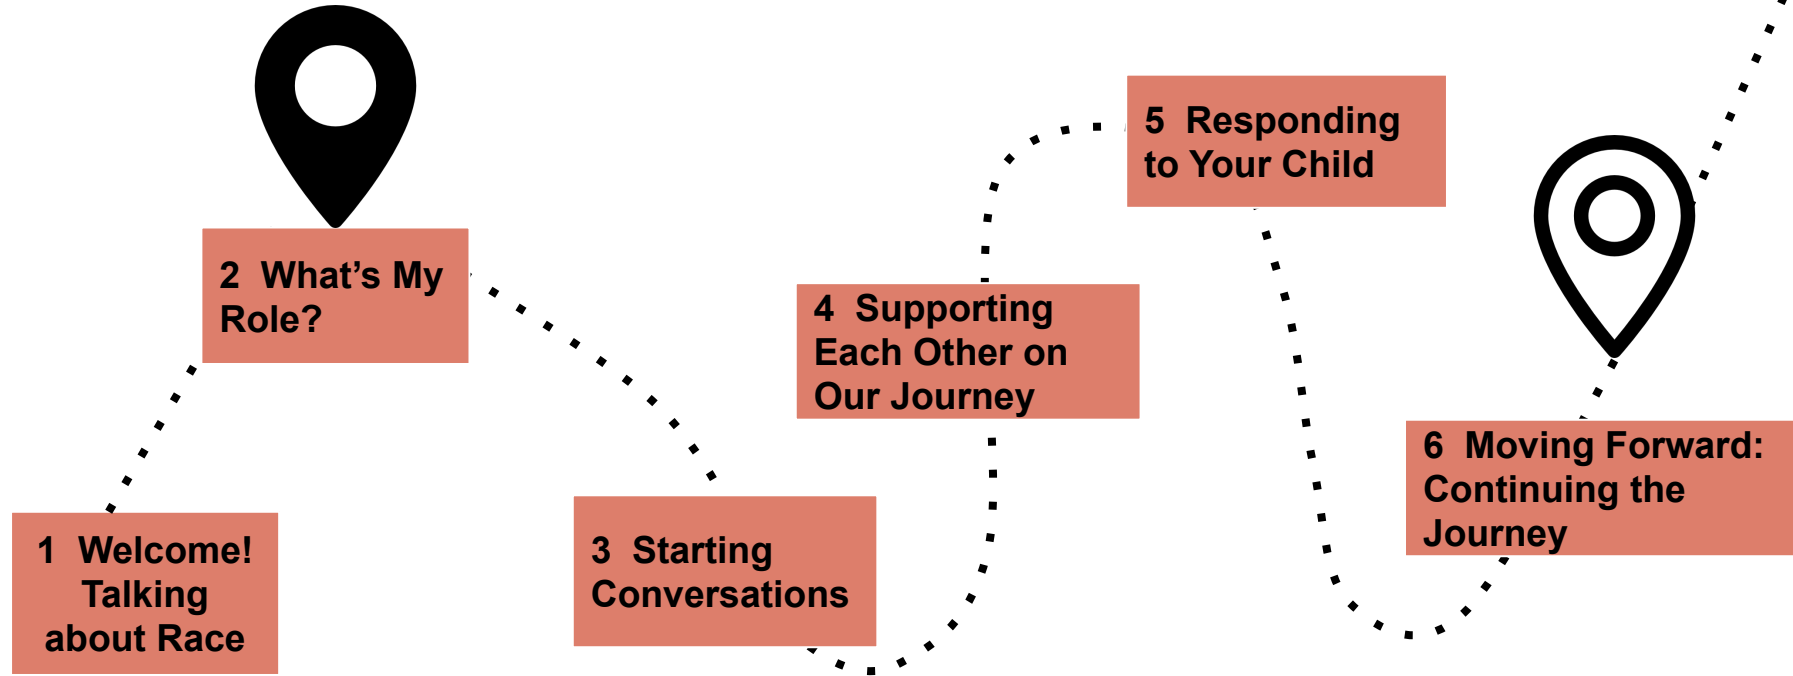 1  Welcome!
Talking
about Race
2  What’s My
Role?
3  Starting
Conversations
4  Supporting
Each Other on
Our Journey
5  Responding
to Your Child
6  Moving Forward:
Continuing the
Journey